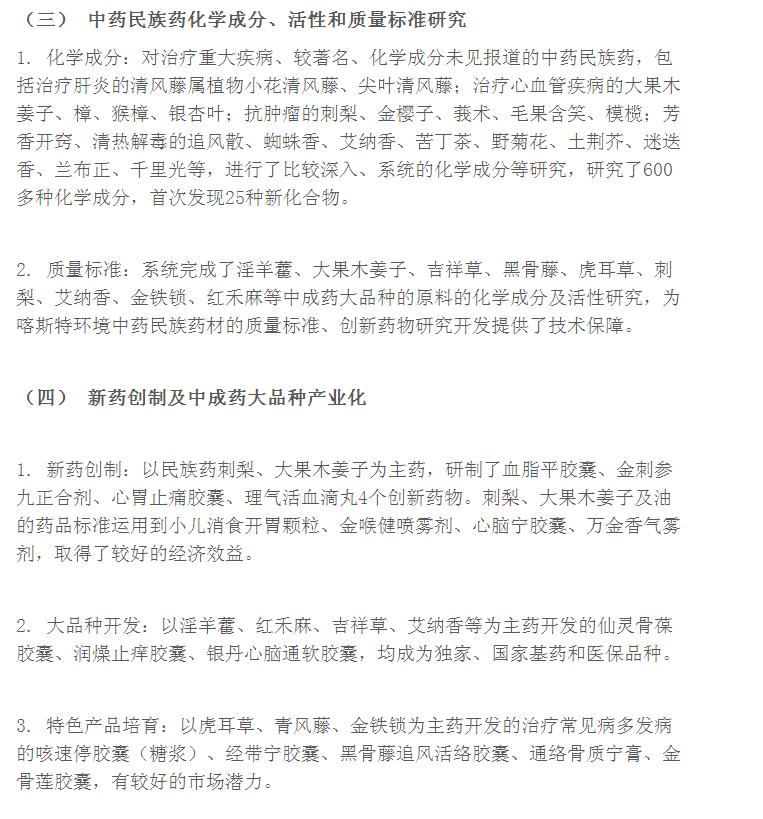 （三） 中药民族药化学成分、活性和质量标准研究
1. 化学成分：对治疗重大疾病、较著名、化学成分未见报道的中药民族药，包
括治疗肝炎的清风藤属植物小花清风藤、尖叶清风藤；治疗心血管疾病的大果木
姜子、樟、猴樟、银杏叶；抗肿瘤的刺梨、金樱子、莪术、毛果含笑、模榄；芳
香开窍、清热解毒的追风散、蜘蛛香、艾纳香、苦丁茶、野菊花、土荆芥、迷迭
香、兰布正、千里光等，进行了比较深入、系统的化学成分等研究，研究了600
多种化学成分，首次发现25种新化合物。
2. 质量标准：系统完成了淫羊藿、大果木姜子、吉祥草、黑骨藤、虎耳草、刺
梨、艾纳香、金铁锁、红禾麻等中成药大品种的原料的化学成分及活性研究，为
喀斯特环境中药民族药材的质量标准、创新药物研究开发提供了技术保障。
（四） 新药创制及中成药大品种产业化
1. 新药创制：以民族药刺梨、大果木姜子为主药，研制了血脂平胶囊、金刺参
九正合剂、心胃止痛胶囊、理气活血滴丸4个创新药物。刺梨、大果木姜子及油
的药品标准运用到小儿消食开胃颗粒、金喉健喷雾剂、心脑宁胶囊、万金香气雾
剂，取得了较好的经济效益。
2. 大品种开发：以淫羊藿、红禾麻、吉祥草、艾纳香等为主药开发的仙灵骨葆
胶囊、润燥止痒胶囊、银丹心脑通软胶囊，均成为独家、国家基药和医保品种。
3. 特色产品培育：以虎耳草、青风藤、金铁锁为主药开发的治疗常见病多发病
的咳速停胶囊（糖浆）、经带宁胶囊、黑骨藤追风活络胶囊、通络骨质宁膏、金
骨莲胶囊，有较好的市场潜力。